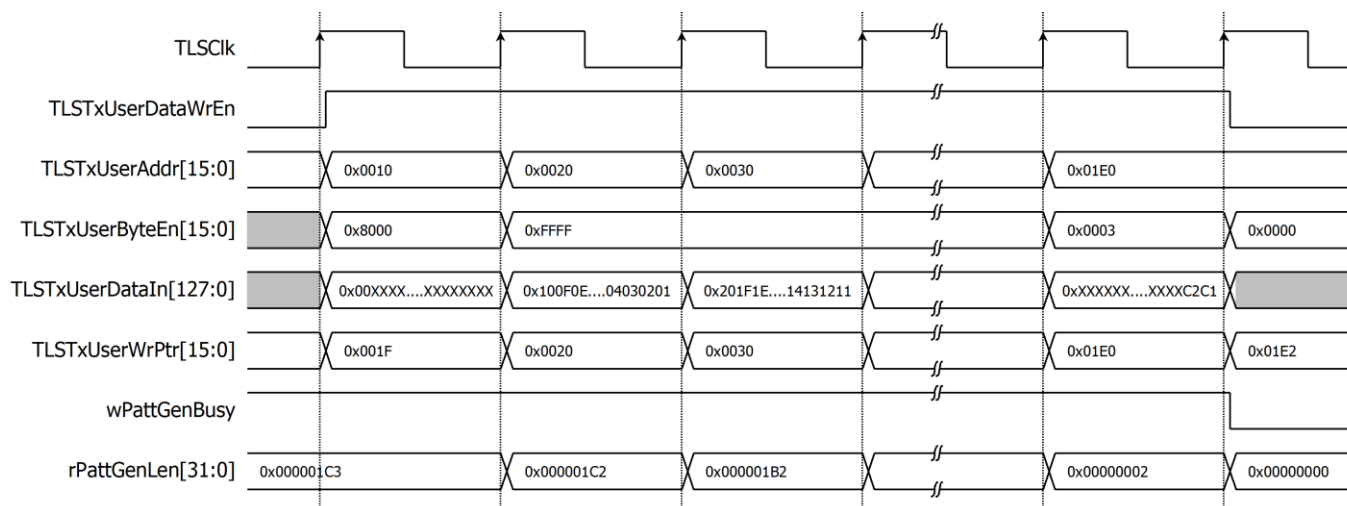 TLSClk
TLSTxUserDataWrEn
TLSTxUserAddr[15:0] 0x0010 0x0020 0x0030 0x01E0
TLSTxUserByteEn[15:0] 0x8000 0xFFFF 0x0003 0x0000
TLSTxUserDataIn[127:0] 0x00XXXX....XXXXXXXX 0x100F0E....04030201 0x201F1E....14131211 0xXXXXXX....XXXXC2C1
TLSTxUserWrPtr[15:0] 0x001F 0x0020 0x0030 0x01E0 0x01E2
wPattGenBusy
rPattGenLen[31:0] 0x000001C3 0x000001C2 0x000001B2 0x00000002 0x00000000